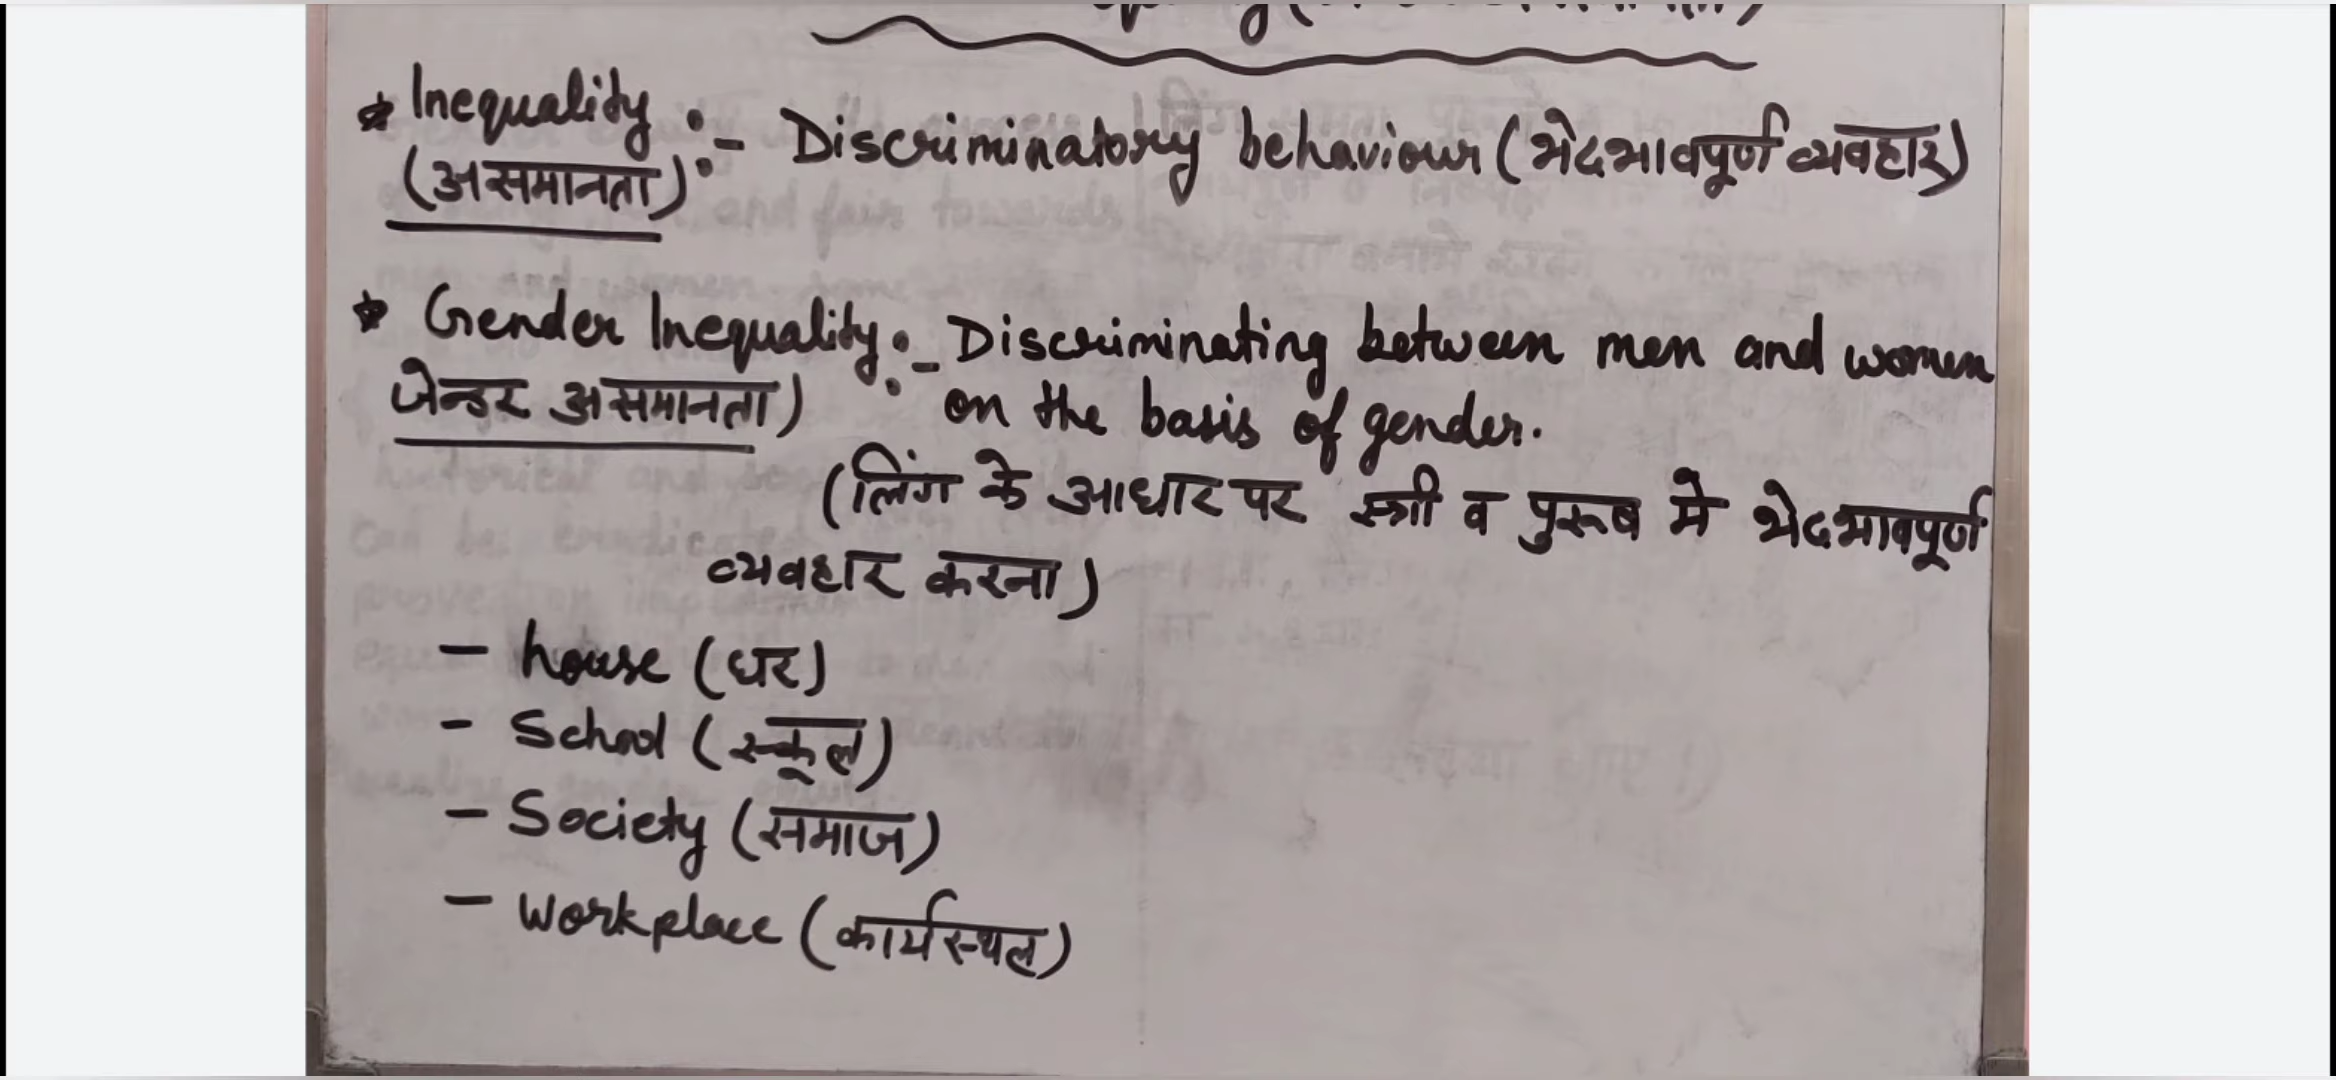 * Inequality :- Discriminatory behaviour (भेदभावपूर्ण व्यवहार)
(असमानता)
* Gender Inequality :- Discriminating between men and women
जेन्डर असमानता) on the basis of gender.
(लिंग के आधार पर स्त्री व पुरूष मे भेदभावपूर्ण
व्यवहार करना)
- house (घर)
- School (स्कूल)
- Society (समाज)
- Workplace (कार्यस्थल)